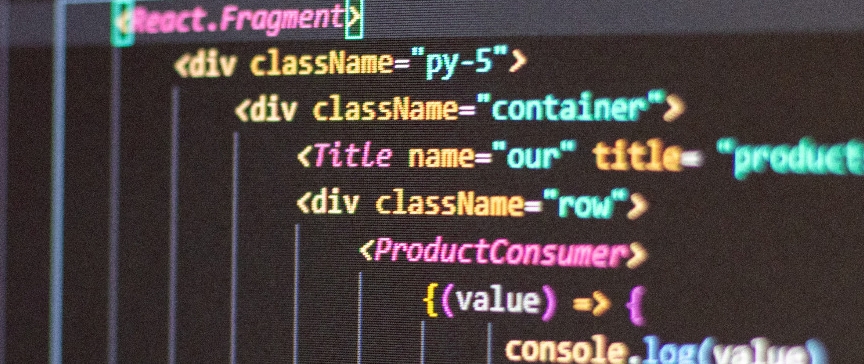 <React.Fragment>
<div className="py-5">
<div className="container">
<Title name="our" title= "product
<div className="row">
<ProductConsumer>
{(value) => {
console.log(value)